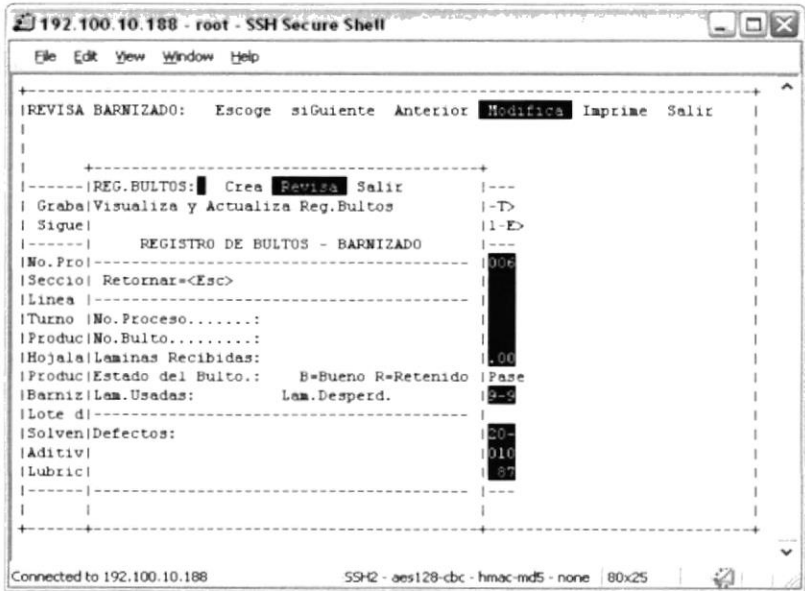 192.100.10.188 - root - SSH Secure Shell
File Edit View Window Help
REVISA BARNIZADO: Escoge siGuiente Anterior Modifica Imprime Salir
REG.BULTOS: Crea Revisa Salir
Graba Visualiza y Actualiza Reg.Bultos -T>
Sigue 1-E>
REGISTRO DE BULTOS - BARNIZADO
No.Pro 006
Seccio Retornar=<Esc>
Linea
Turno No.Proceso.......:
Produc No.Bulto.........:
Hojala Laminas Recibidas: .00
Produc Estado del Bulto.: B=Bueno R=Retenido Pase
Barniz Lam.Usadas: Lam.Desperd. 9-9
Lote d
Solven Defectos: 20-
Aditiv 010
Lubric 87
Connected to 192.100.10.188 SSH2 - aes128-cbc - hmac-md5 - none 80x25